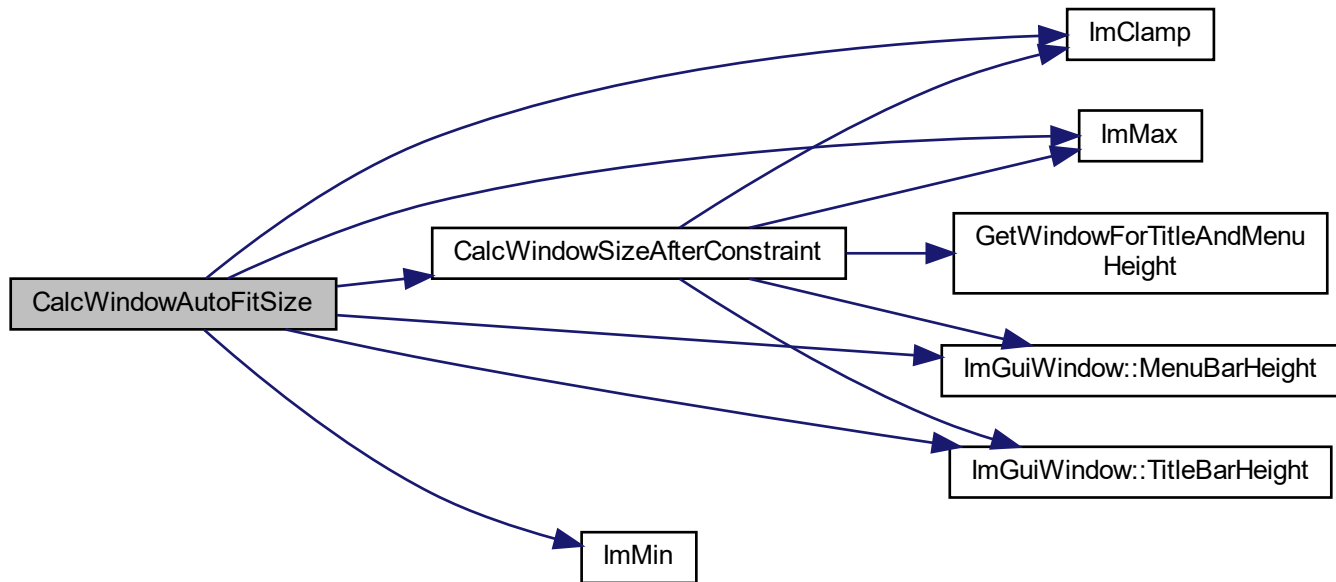 ImClamp
ImMax
CalcWindowSizeAfterConstraint
GetWindowForTitleAndMenu
Height
CalcWindowAutoFitSize
ImGuiWindow::MenuBarHeight
ImGuiWindow::TitleBarHeight
ImMin